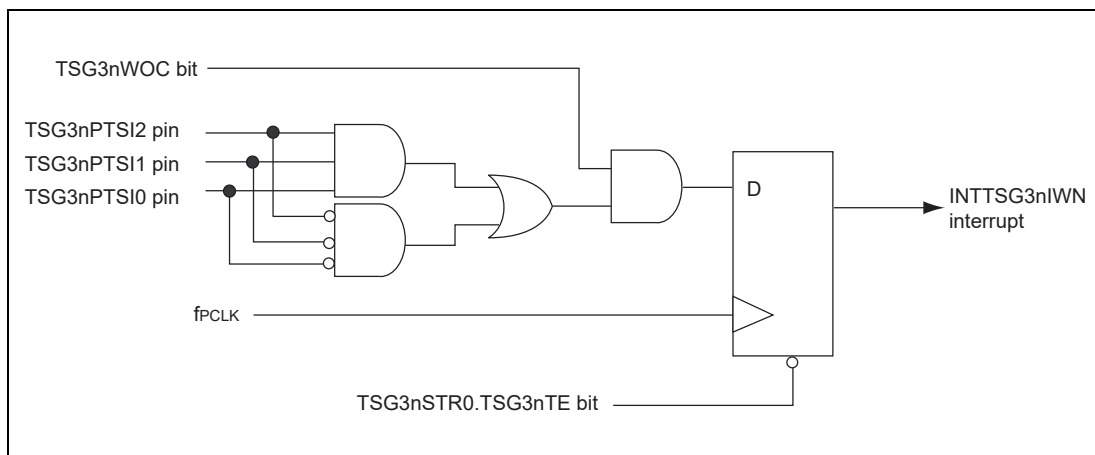 TSG3nWOC bit
TSG3nPTSI2 pin
TSG3nPTSI1 pin
TSG3nPTSI0 pin
D
INTTSG3nIWN
interrupt
fPCLK
TSG3nSTR0.TSG3nTE bit